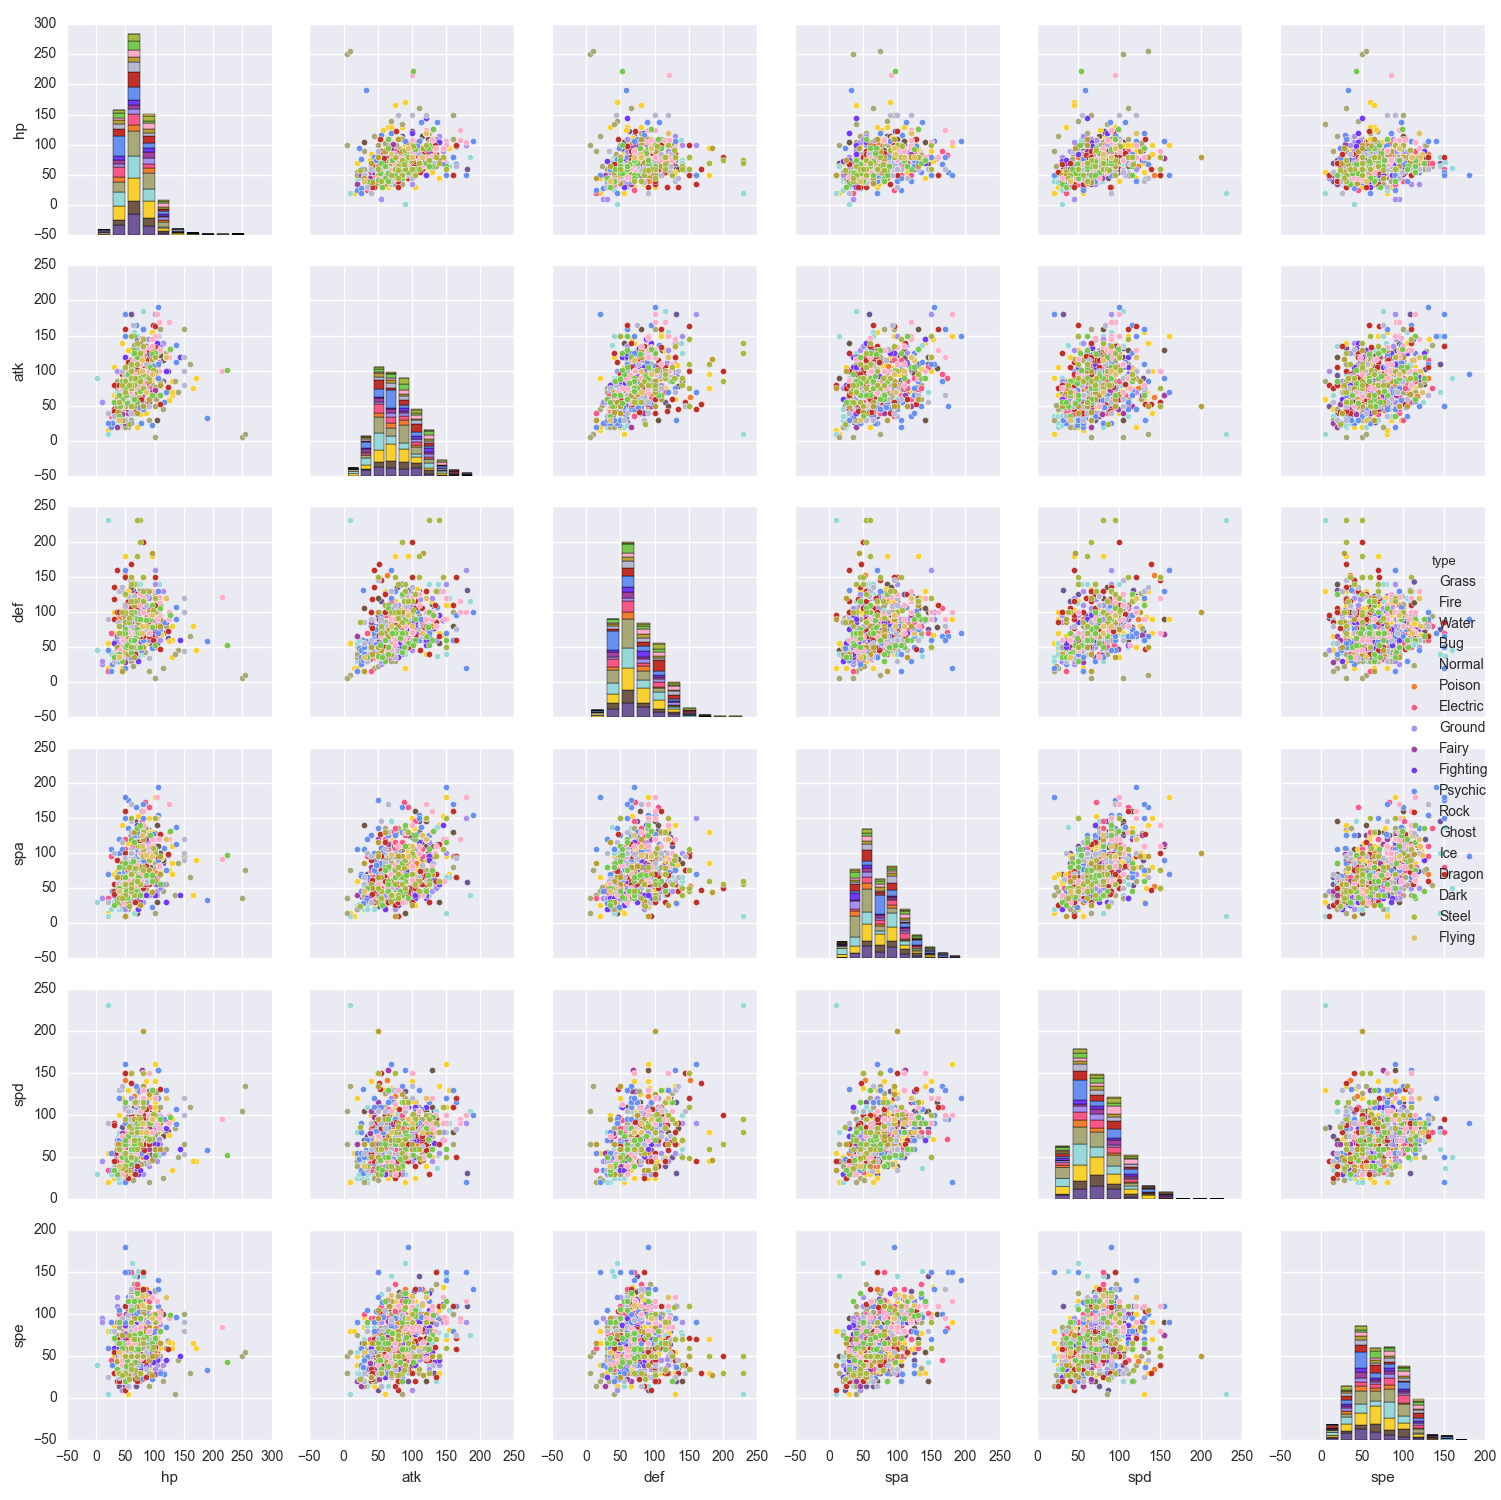 300
250
200
150
100
50
0
−50
hp
250
200
150
100
50
0
−50
atk
250
200
150
100
50
0
−50
def
type
Grass
Fire
Water
Bug
Normal
Poison
Electric
Ground
Fairy
Fighting
Psychic
Rock
Ghost
Ice
Dragon
Dark
Steel
Flying
250
200
150
100
50
0
−50
spa
250
200
150
100
50
0
spd
200
150
100
50
0
−50
spe
−50 0 50 100 150 200 250 300
hp
−50 0 50 100 150 200 250
atk
−50 0 50 100 150 200 250
def
−50 0 50 100 150 200 250
spa
0 50 100 150 200 250
spd
−50 0 50 100 150 200
spe